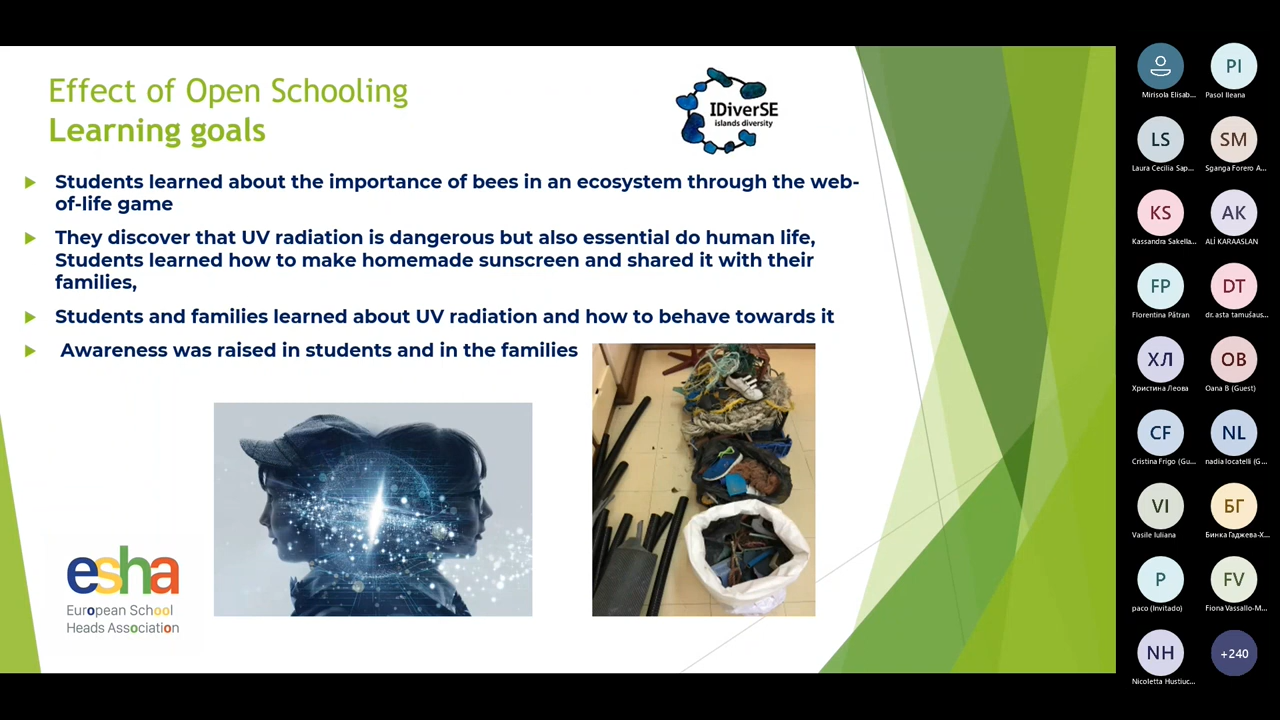 Effect of Open Schooling
Learning goals
IDiverSE
islands diversity
Students learned about the importance of bees in an ecosystem through the web-
of-life game
They discover that UV radiation is dangerous but also essential do human life,
Students learned how to make homemade sunscreen and shared it with their
families,
Students and families learned about UV radiation and how to behave towards it
Awareness was raised in students and in the families
esha
European School
Heads Association
Mirisola Elisab...
PI
Pasol Ileana
LS
Laura Cecilia Sap...
SM
Sganga Forero A...
KS
Kassandra Sakella...
AK
ALİ KARAASLAN
FP
Florentina Pătran
DT
dr. asta tamušaus...
ХЛ
Христина Леова
OB
Oana B (Guest)
CF
Cristina Frigo (Gu...
NL
nadia locatelli (G...
VI
Vasile Iuliana
БГ
Бинка Гаджева-Х...
P
paco (Invitado)
FV
Fiona Vassallo-M...
NH
Nicoletta Hustiuc...
+240